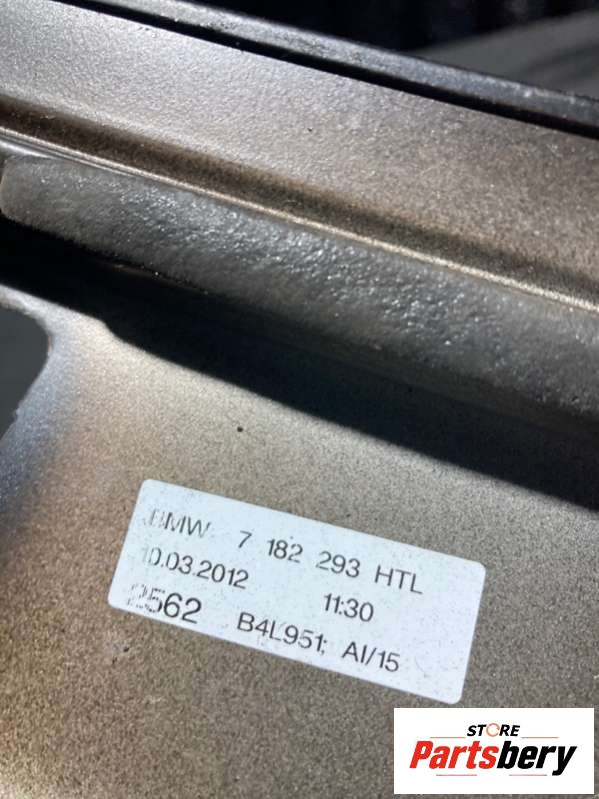 BMW 7 182 293 HTL
10.03.2012 11:30
2562 B4L951; AI/15
STORE
Partsbery